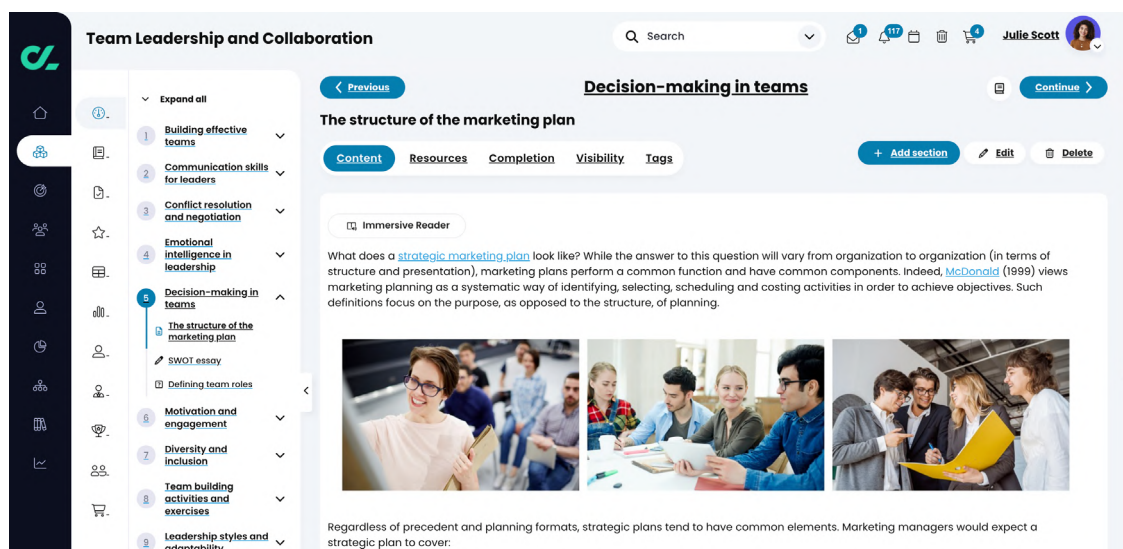 Team Leadership and Collaboration
Search
1
117
4
Julie Scott
Expand all
1
Building effective
teams
2
Communication skills
for leaders
3
Conflict resolution
and negotiation
4
Emotional
intelligence in
leadership
5
Decision-making in
teams
The structure of the
marketing plan
SWOT essay
Defining team roles
6
Motivation and
engagement
7
Diversity and
inclusion
8
Team building
activities and
exercises
9
Leadership styles and
adaptability
Previous
Decision-making in teams
Continue
The structure of the marketing plan
Content Resources Completion Visibility Tags
+ Add section Edit Delete
Immersive Reader
What does a strategic marketing plan look like? While the answer to this question will vary from organization to organization (in terms of
structure and presentation), marketing plans perform a common function and have common components. Indeed, McDonald (1999) views
marketing planning as a systematic way of identifying, selecting, scheduling and costing activities in order to achieve objectives. Such
definitions focus on the purpose, as opposed to the structure, of planning.
Regardless of precedent and planning formats, strategic plans tend to have common elements. Marketing managers would expect a
strategic plan to cover: